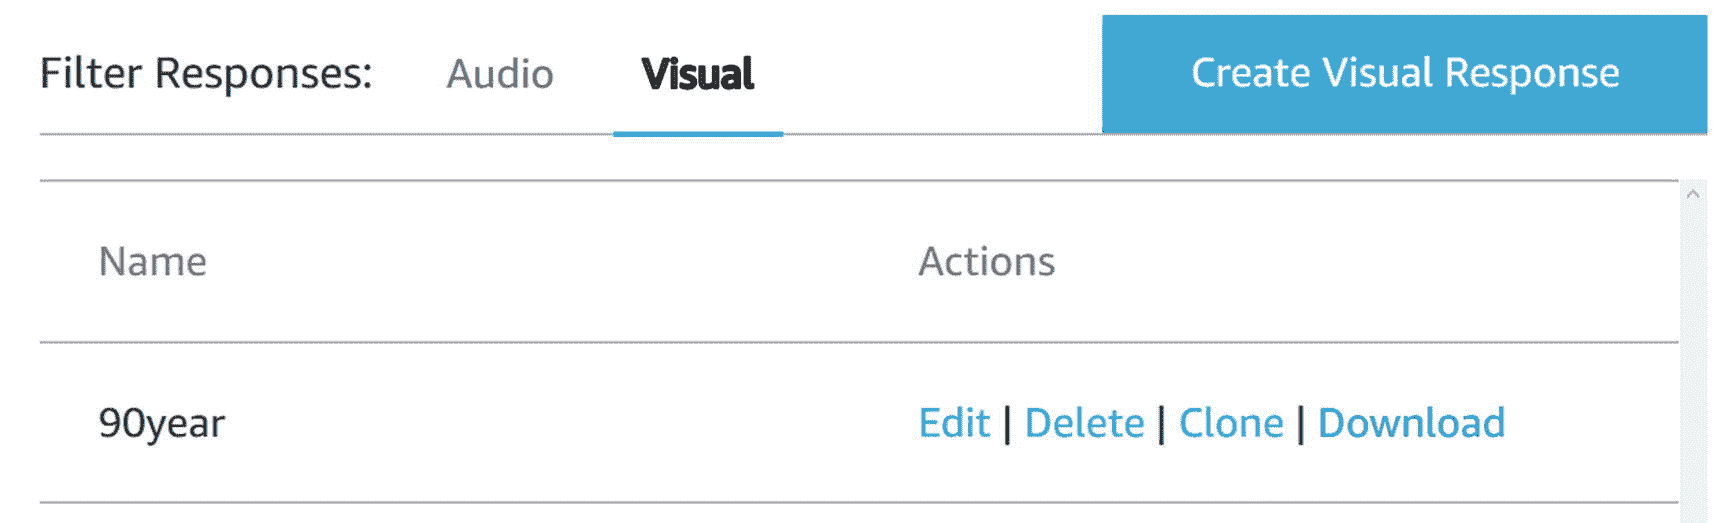 Filter Responses: Audio Visual Create Visual Response
Name Actions
90year Edit | Delete | Clone | Download